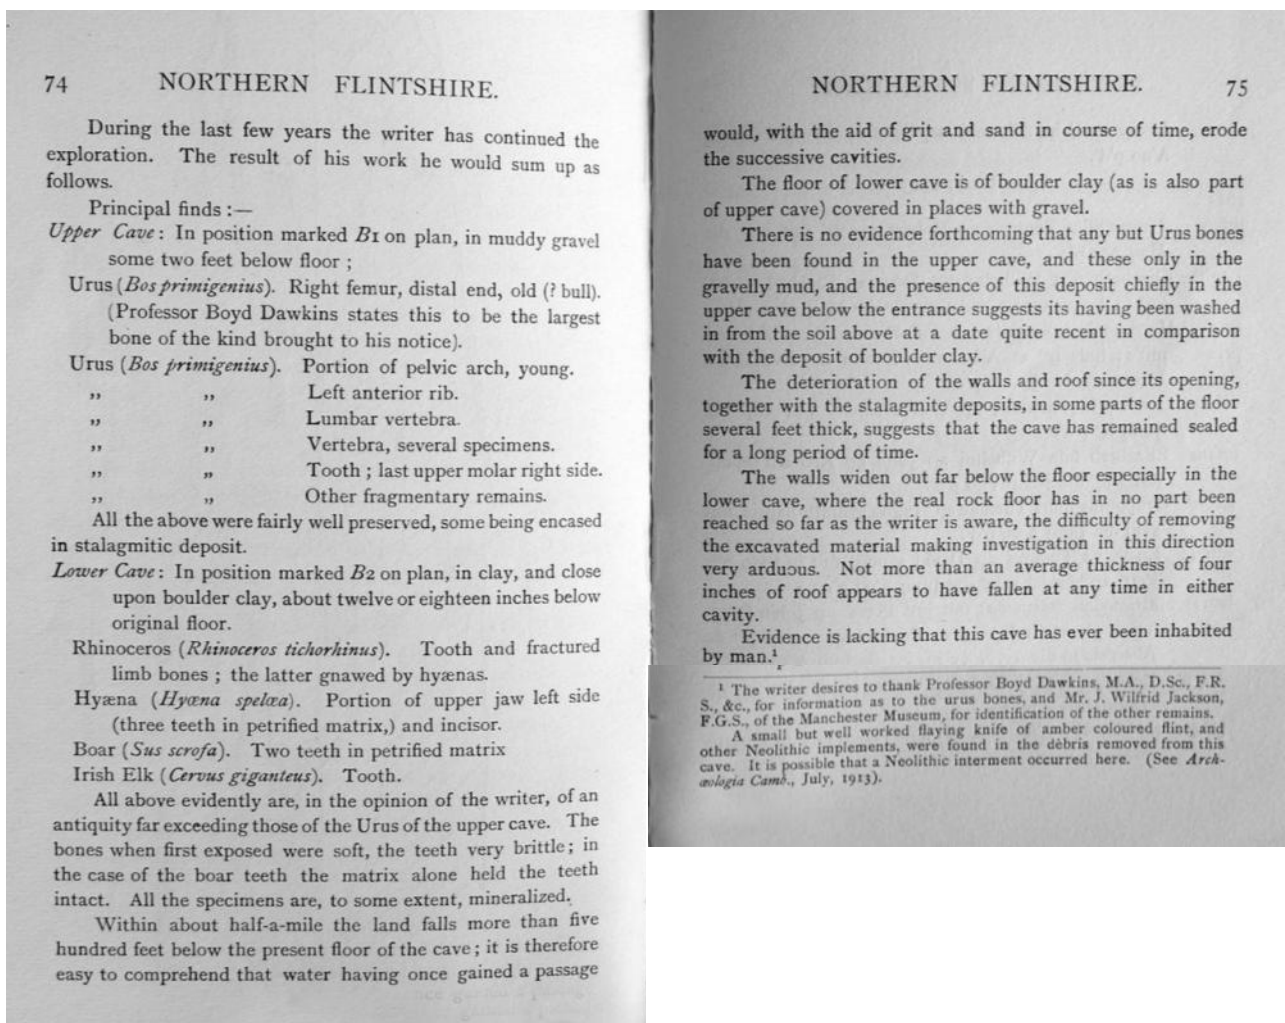 74 NORTHERN FLINTSHIRE.
During the last few years the writer has continued the
exploration. The result of his work he would sum up as
follows.
Principal finds :—
Upper Cave : In position marked B1 on plan, in muddy gravel
some two feet below floor ;
Urus (Bos primigenius). Right femur, distal end, old (? bull).
(Professor Boyd Dawkins states this to be the largest
bone of the kind brought to his notice).
Urus (Bos primigenius). Portion of pelvic arch, young.
„ „ Left anterior rib.
„ „ Lumbar vertebra.
„ „ Vertebra, several specimens.
„ „ Tooth ; last upper molar right side.
„ „ Other fragmentary remains.
All the above were fairly well preserved, some being encased
in stalagmitic deposit.
Lower Cave : In position marked B2 on plan, in clay, and close
upon boulder clay, about twelve or eighteen inches below
original floor.
Rhinoceros (Rhinoceros tichorhinus). Tooth and fractured
limb bones ; the latter gnawed by hyænas.
Hyæna (Hyœna spelœa). Portion of upper jaw left side
(three teeth in petrified matrix,) and incisor.
Boar (Sus scrofa). Two teeth in petrified matrix
Irish Elk (Cervus giganteus). Tooth.
All above evidently are, in the opinion of the writer, of an
antiquity far exceeding those of the Urus of the upper cave. The
bones when first exposed were soft, the teeth very brittle ; in
the case of the boar teeth the matrix alone held the teeth
intact. All the specimens are, to some extent, mineralized.
Within about half-a-mile the land falls more than five
hundred feet below the present floor of the cave ; it is therefore
easy to comprehend that water having once gained a passage
NORTHERN FLINTSHIRE. 75
would, with the aid of grit and sand in course of time, erode
the successive cavities.
The floor of lower cave is of boulder clay (as is also part
of upper cave) covered in places with gravel.
There is no evidence forthcoming that any but Urus bones
have been found in the upper cave, and these only in the
gravelly mud, and the presence of this deposit chiefly in the
upper cave below the entrance suggests its having been washed
in from the soil above at a date quite recent in comparison
with the deposit of boulder clay.
The deterioration of the walls and roof since its opening,
together with the stalagmite deposits, in some parts of the floor
several feet thick, suggests that the cave has remained sealed
for a long period of time.
The walls widen out far below the floor especially in the
lower cave, where the real rock floor has in no part been
reached so far as the writer is aware, the difficulty of removing
the excavated material making investigation in this direction
very arduous. Not more than an average thickness of four
inches of roof appears to have fallen at any time in either
cavity.
Evidence is lacking that this cave has ever been inhabited
by man.¹
¹ The writer desires to thank Professor Boyd Dawkins, M.A., D.Sc., F.R.
S., &c., for information as to the urus bones, and Mr. J. Wilfrid Jackson,
F.G.S., of the Manchester Museum, for identification of the other remains.
A small but well worked flaying knife of amber coloured flint, and
other Neolithic implements, were found in the dèbris removed from this
cave. It is possible that a Neolithic interment occurred here. (See Arch-
æologia Camb., July, 1913).